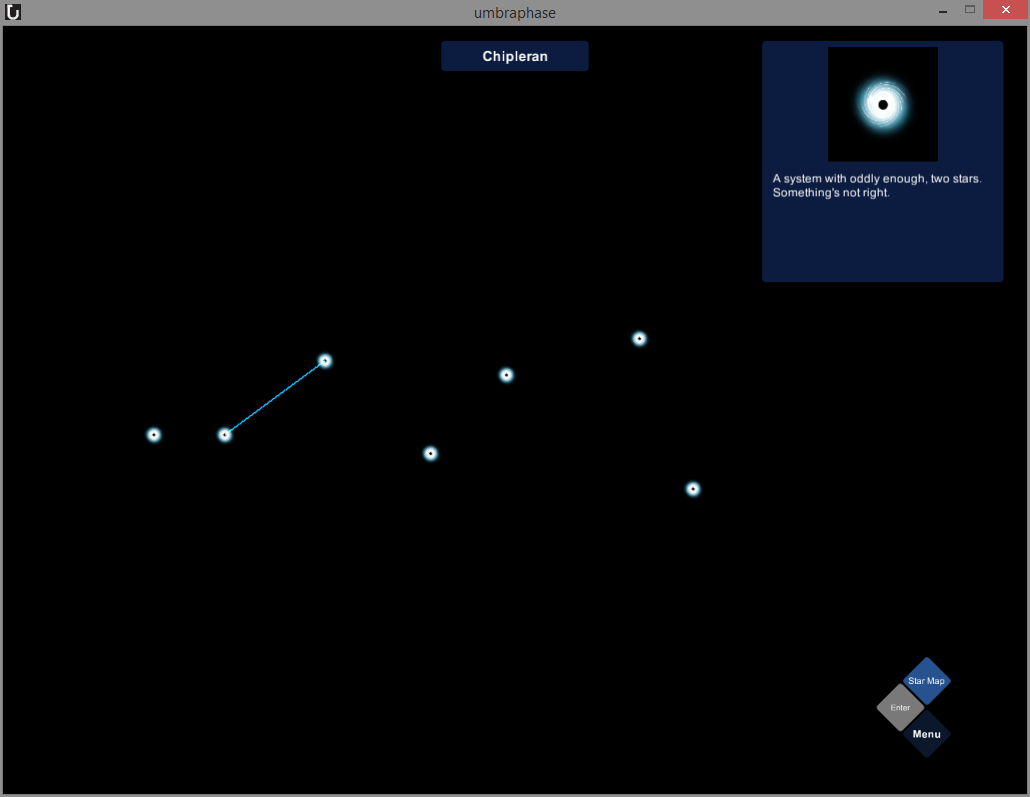 umbraphase
Chipleran
A system with oddly enough, two stars.
Something's not right.
Star Map
Enter
Menu